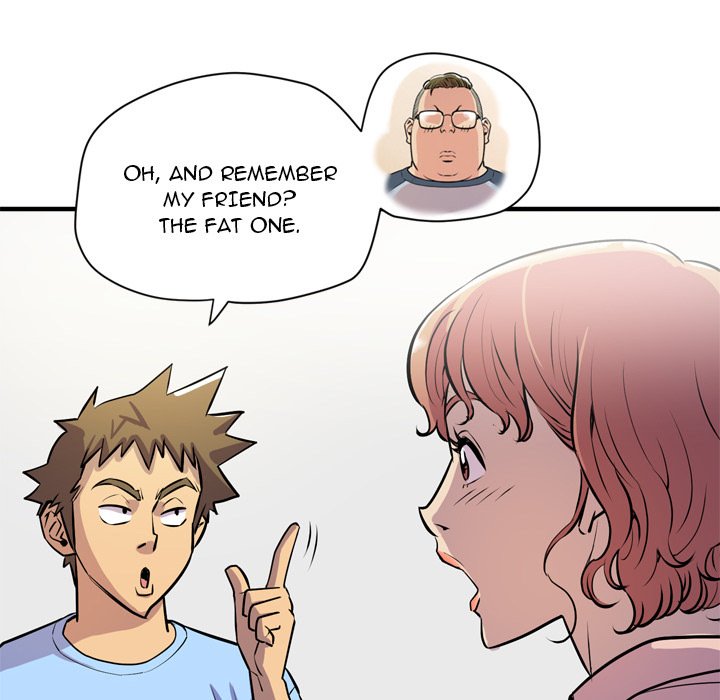 OH, AND REMEMBER
MY FRIEND?
THE FAT ONE.